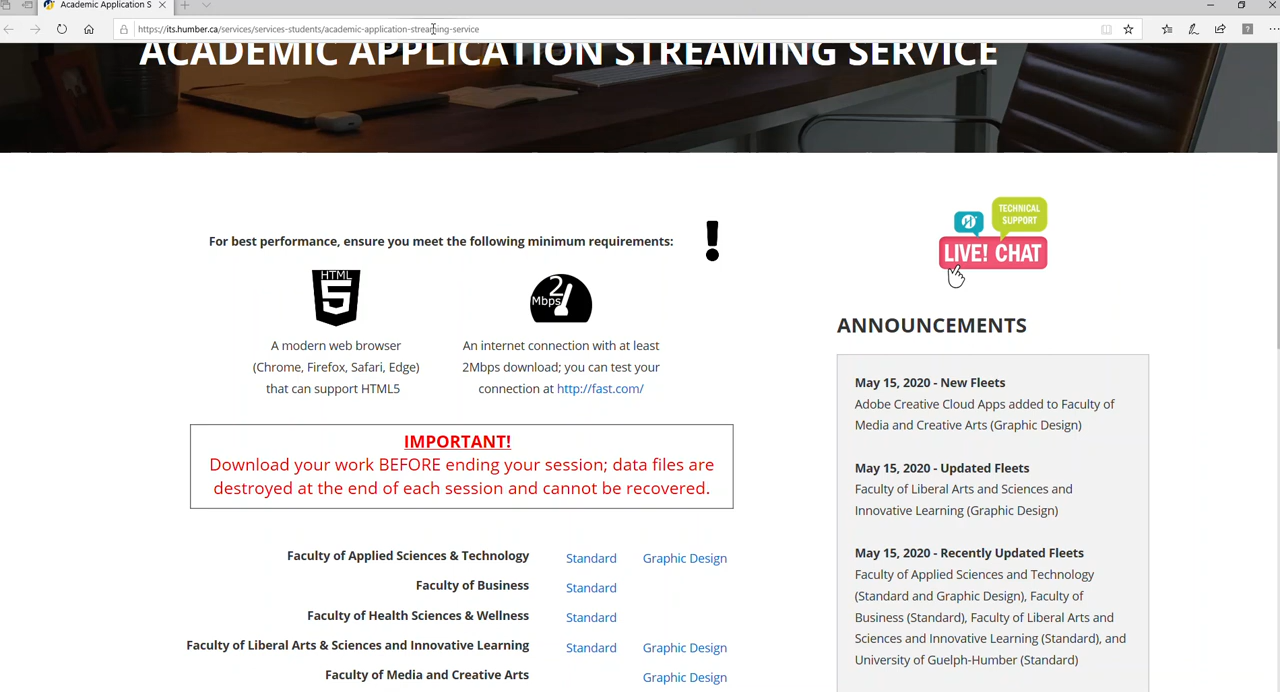 Academic Application S
https://its.humber.ca/services/services-students/academic-application-streaming-service
ACADEMIC APPLICATION STREAMING SERVICE
For best performance, ensure you meet the following minimum requirements:
HTML
5
A modern web browser
(Chrome, Firefox, Safari, Edge)
that can support HTML5
2
Mbps
An internet connection with at least
2Mbps download; you can test your
connection at http://fast.com/
IMPORTANT!
Download your work BEFORE ending your session; data files are
destroyed at the end of each session and cannot be recovered.
Faculty of Applied Sciences & Technology Standard Graphic Design
Faculty of Business Standard
Faculty of Health Sciences & Wellness Standard
Faculty of Liberal Arts & Sciences and Innovative Learning Standard Graphic Design
Faculty of Media and Creative Arts Graphic Design
TECHNICAL
SUPPORT
LIVE! CHAT
ANNOUNCEMENTS
May 15, 2020 - New Fleets
Adobe Creative Cloud Apps added to Faculty of
Media and Creative Arts (Graphic Design)
May 15, 2020 - Updated Fleets
Faculty of Liberal Arts and Sciences and
Innovative Learning (Graphic Design)
May 15, 2020 - Recently Updated Fleets
Faculty of Applied Sciences and Technology
(Standard and Graphic Design), Faculty of
Business (Standard), Faculty of Liberal Arts and
Sciences and Innovative Learning (Standard), and
University of Guelph-Humber (Standard)